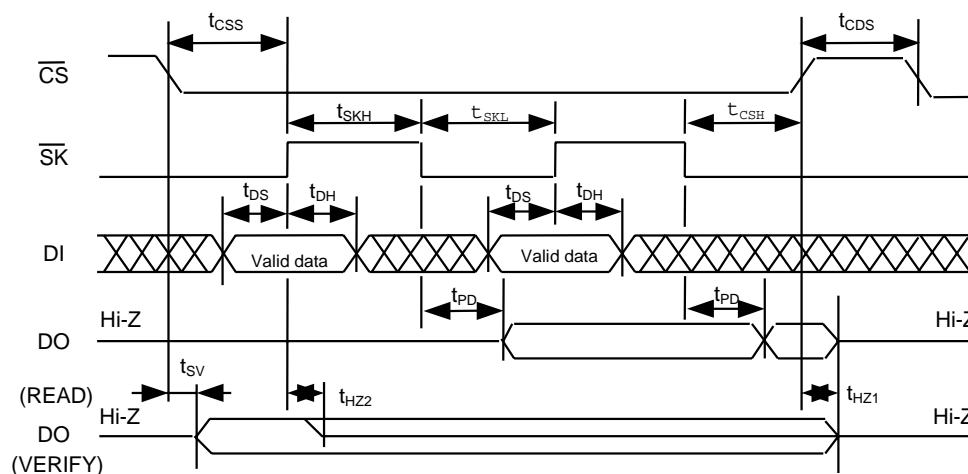 tCSS
tCDS
CS
tSKH
tSKL
tCSH
SK
tDS
tDH
tDS
tDH
DI
Valid data
Valid data
tPD
tPD
Hi-Z
Hi-Z
DO
tSV
(READ)
tHZ2
tHZ1
Hi-Z
Hi-Z
DO
(VERIFY)